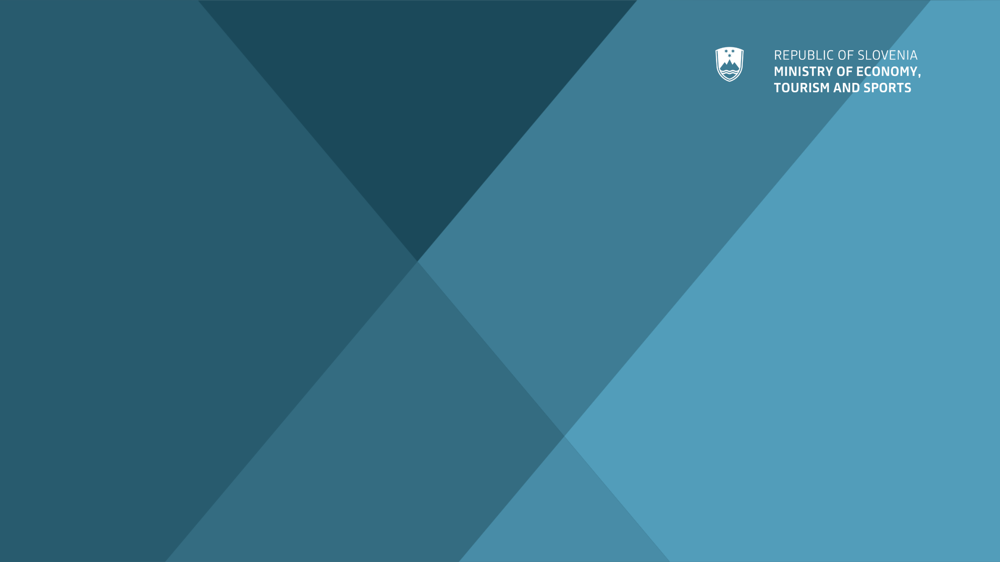 REPUBLIC OF SLOVENIA
MINISTRY OF ECONOMY,
TOURISM AND SPORTS